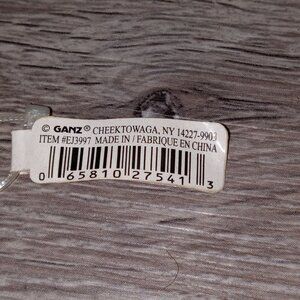 © GANZ® CHEEKTOWAGA, NY 14227-9903
ITEM #EJ3997 MADE IN / FABRIQUE EN CHINA
0 65810 27541 3